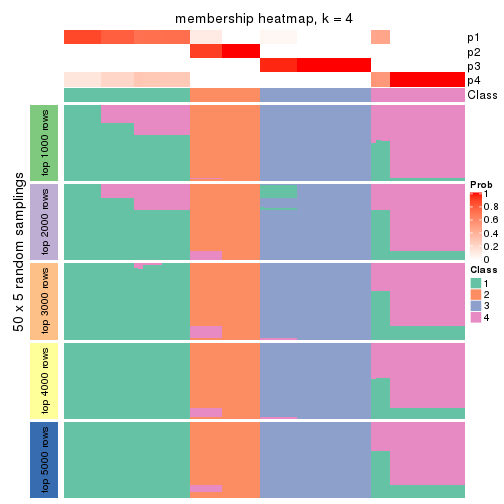 membership heatmap, k = 4
p1
p2
p3
p4
Class
50 x 5 random samplings
top 1000 rows
top 2000 rows
top 3000 rows
top 4000 rows
top 5000 rows
Prob
1
0.8
0.6
0.4
0.2
0
Class
1
2
3
4